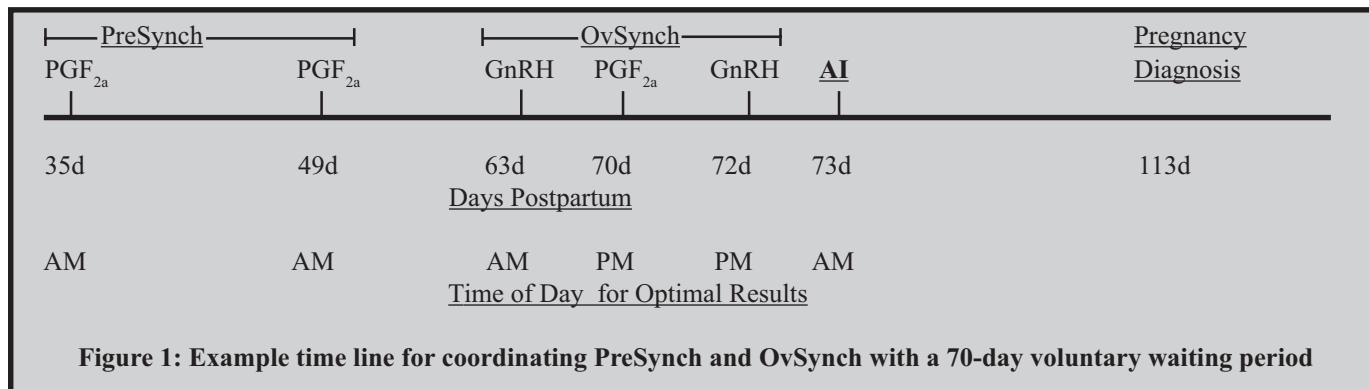 PreSynch OvSynch Pregnancy
PGF2a PGF2a GnRH PGF2a GnRH AI Diagnosis
35d 49d 63d 70d 72d 73d 113d
Days Postpartum
AM AM AM PM PM AM
Time of Day for Optimal Results
Figure 1: Example time line for coordinating PreSynch and OvSynch with a 70-day voluntary waiting period